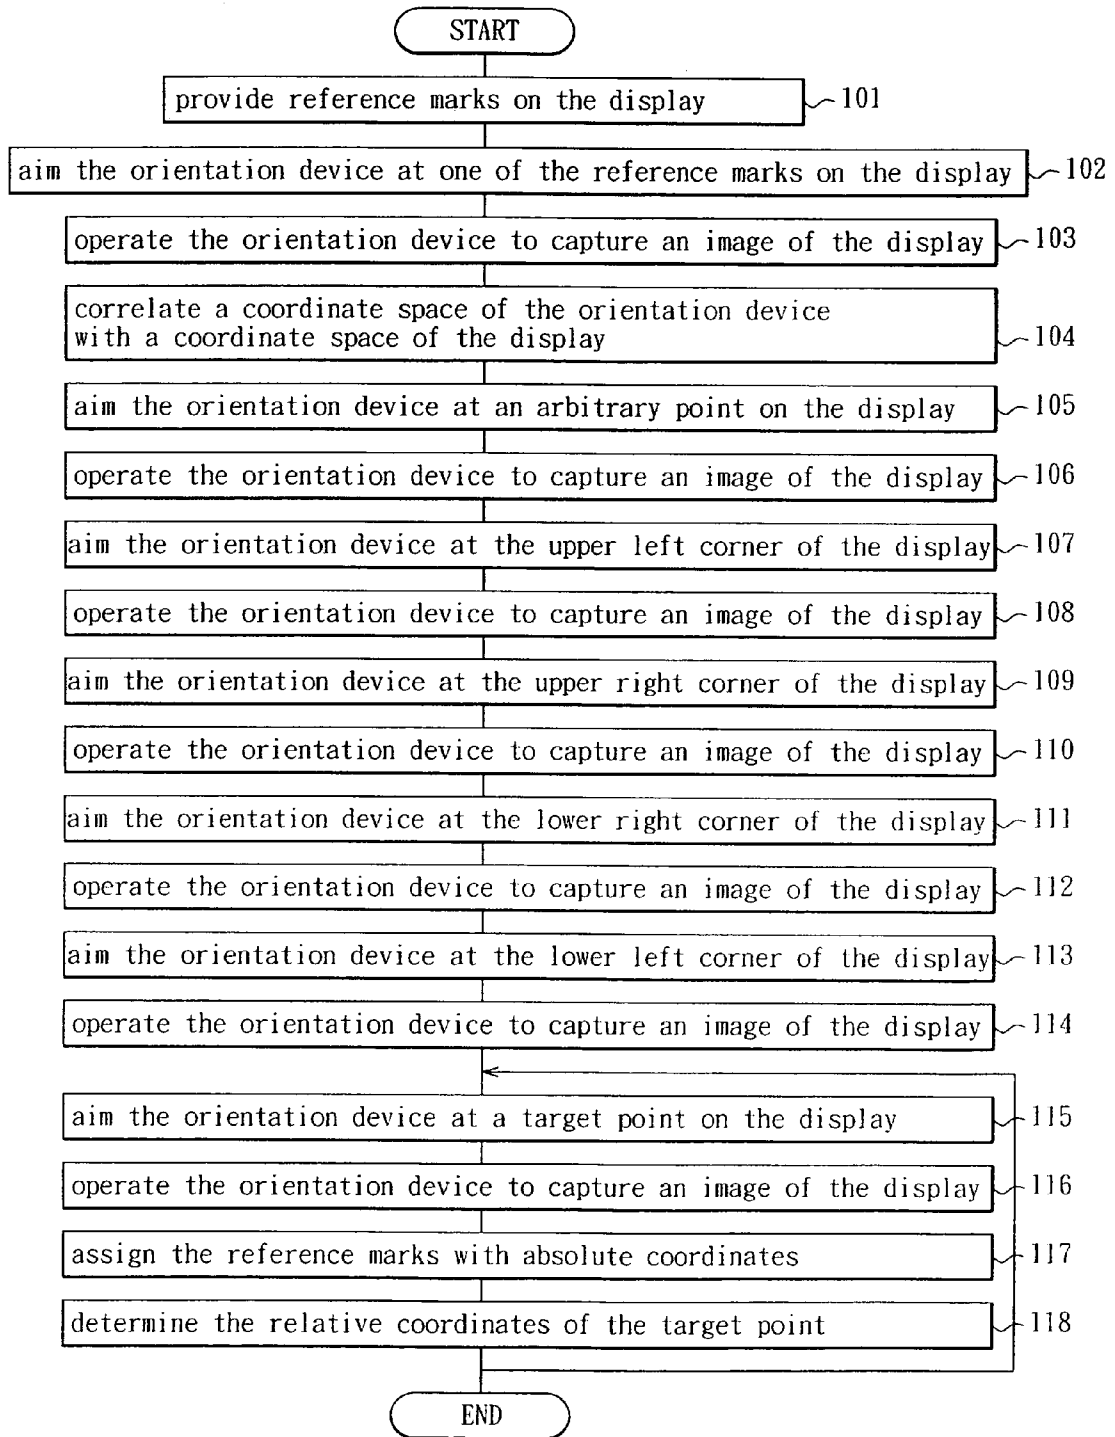 START
provide reference marks on the display 101
aim the orientation device at one of the reference marks on the display 102
operate the orientation device to capture an image of the display 103
correlate a coordinate space of the orientation device
with a coordinate space of the display 104
aim the orientation device at an arbitrary point on the display 105
operate the orientation device to capture an image of the display 106
aim the orientation device at the upper left corner of the display 107
operate the orientation device to capture an image of the display 108
aim the orientation device at the upper right corner of the display 109
operate the orientation device to capture an image of the display 110
aim the orientation device at the lower right corner of the display 111
operate the orientation device to capture an image of the display 112
aim the orientation device at the lower left corner of the display 113
operate the orientation device to capture an image of the display 114
aim the orientation device at a target point on the display 115
operate the orientation device to capture an image of the display 116
assign the reference marks with absolute coordinates 117
determine the relative coordinates of the target point 118
END